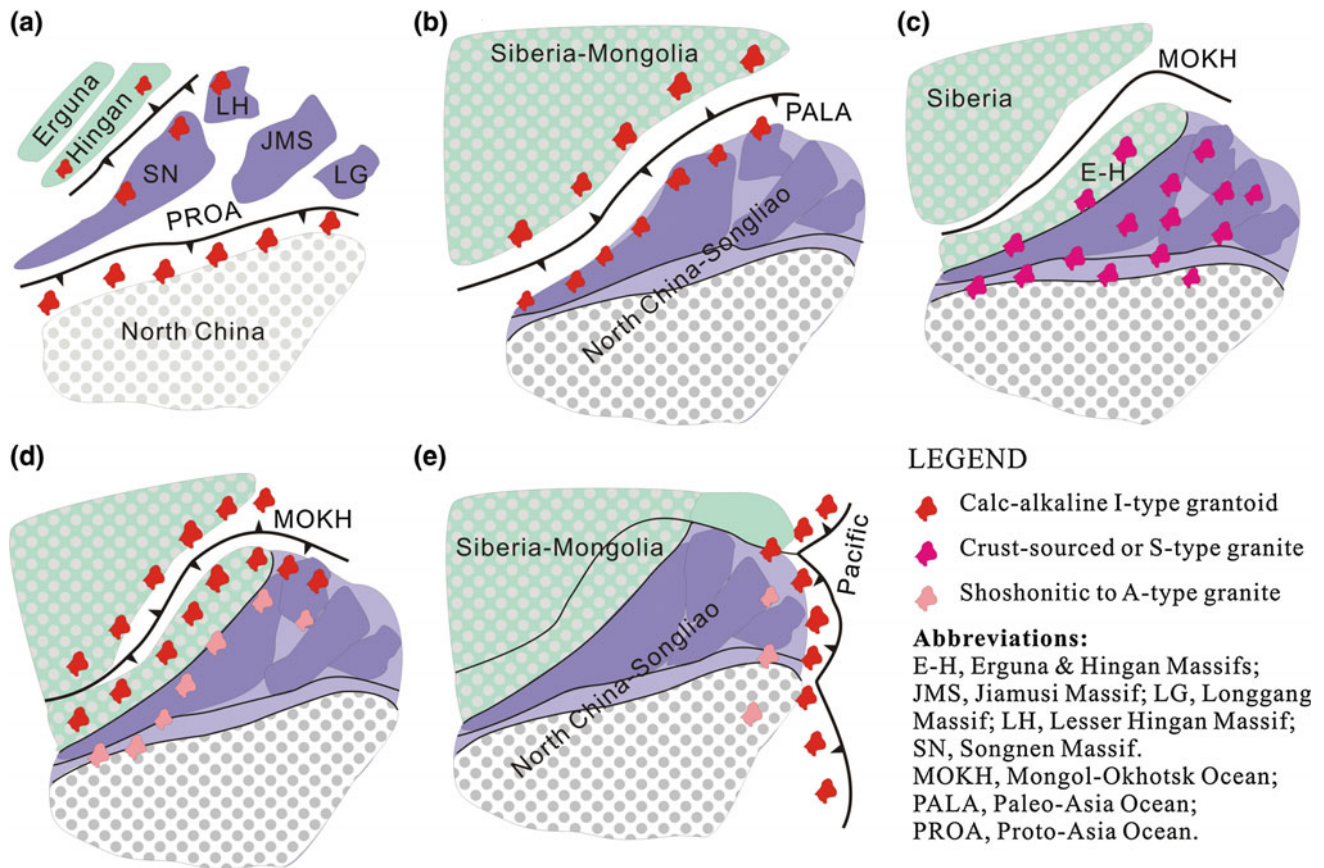 (a)
Erguna
Hingan
LH
SN
JMS
LG
PROA
North China
(b)
Siberia-Mongolia
PALA
North China-Songliao
(c)
MOKH
Siberia
E-H
(d)
MOKH
(e)
Siberia-Mongolia
Pacific
North China-Songliao
LEGEND
Calc-alkaline I-type grantoid
Crust-sourced or S-type granite
Shoshonitic to A-type granite
Abbreviations:
E-H, Erguna & Hingan Massifs;
JMS, Jiamusi Massif; LG, Longgang
Massif; LH, Lesser Hingan Massif;
SN, Songnen Massif.
MOKH, Mongol-Okhotsk Ocean;
PALA, Paleo-Asia Ocean;
PROA, Proto-Asia Ocean.